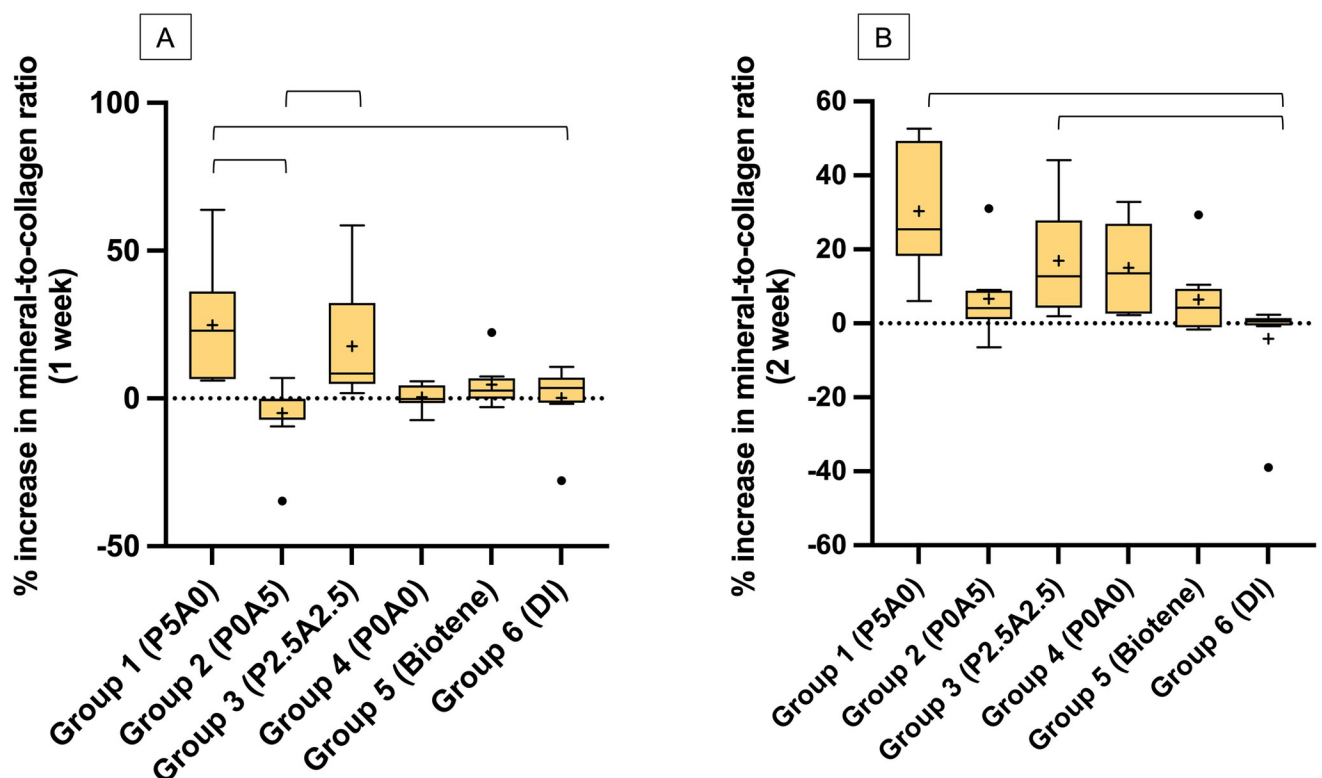 A
% increase in mineral-to-collagen ratio
(1 week)
100
50
0
-50
Group 1 (P5A0)
Group 2 (P0A5)
Group 3 (P2.5A2.5)
Group 4 (P0A0)
Group 5 (Biotene)
Group 6 (DI)
B
% increase in mineral-to-collagen ratio
(2 week)
60
40
20
0
-20
-40
-60
Group 1 (P5A0)
Group 2 (P0A5)
Group 3 (P2.5A2.5)
Group 4 (P0A0)
Group 5 (Biotene)
Group 6 (DI)